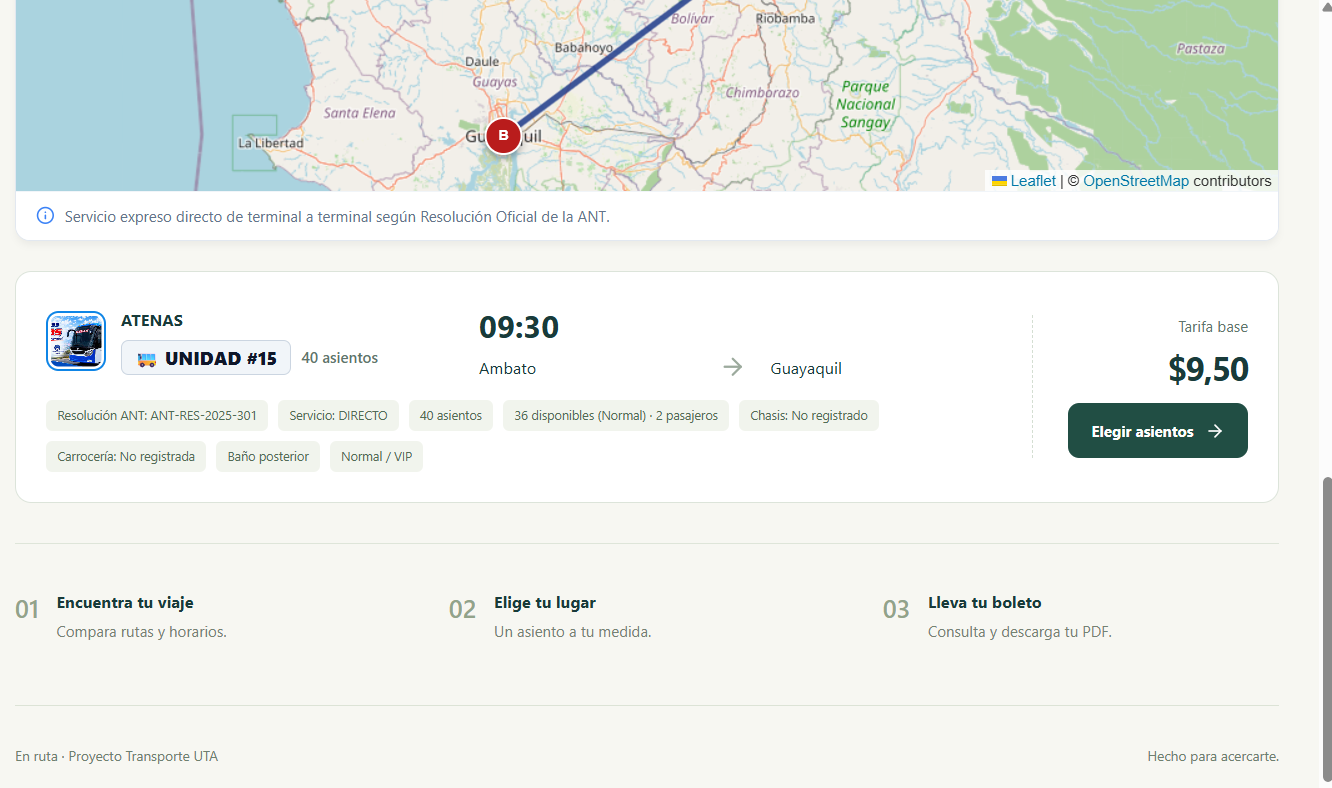 Bolívar
Riobamba
Babahoyo
Pastaza
Daule
Guayas
Chimborazo
Parque
Nacional
Sangay
Santa Elena
B
La Libertad
Leaflet | © OpenStreetMap contributors
Servicio expreso directo de terminal a terminal según Resolución Oficial de la ANT.
ATENAS
UNIDAD #15
40 asientos
09:30
Ambato
Guayaquil
Tarifa base
$9,50
Elegir asientos
Resolución ANT: ANT-RES-2025-301
Servicio: DIRECTO
40 asientos
36 disponibles (Normal) · 2 pasajeros
Chasis: No registrado
Carrocería: No registrada
Baño posterior
Normal / VIP
01 Encuentra tu viaje
Compara rutas y horarios.
02 Elige tu lugar
Un asiento a tu medida.
03 Lleva tu boleto
Consulta y descarga tu PDF.
En ruta · Proyecto Transporte UTA
Hecho para acercarte.